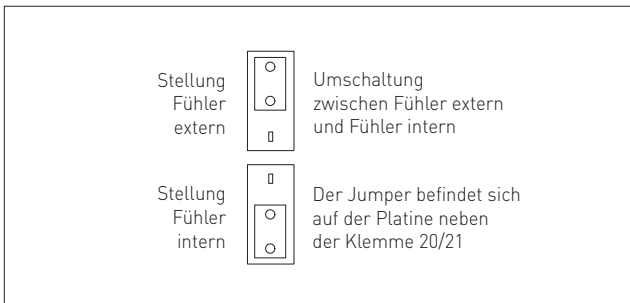 Stellung
Fühler
extern
Umschaltung
zwischen Fühler extern
und Fühler intern
Stellung
Fühler
intern
Der Jumper befindet sich
auf der Platine neben
der Klemme 20/21